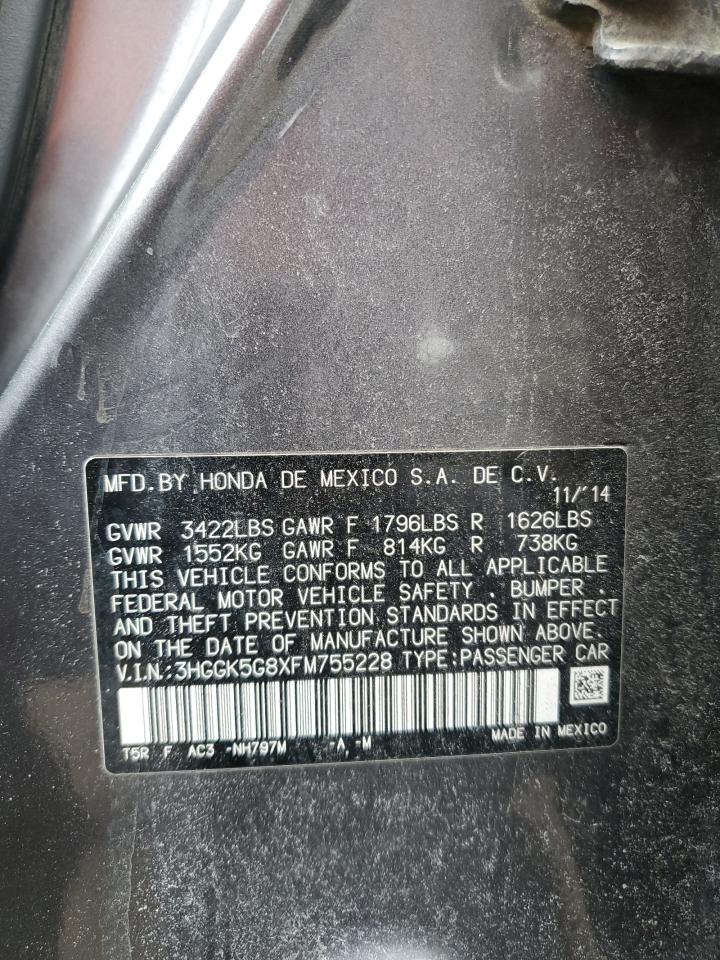 MFD.BY HONDA DE MEXICO S.A. DE C.V.
11/'14
GVWR 3422LBS GAWR F 1796LBS R 1626LBS
GVWR 1552KG GAWR F 814KG R 738KG
THIS VEHICLE CONFORMS TO ALL APPLICABLE
FEDERAL MOTOR VEHICLE SAFETY . BUMPER .
AND THEFT PREVENTION STANDARDS IN EFFECT
ON THE DATE OF MANUFACTURE SHOWN ABOVE.
V.I.N.:3HGGK5G8XFM755228 TYPE:PASSENGER CAR
T5R F AC3 -NH797M -A -M MADE IN MEXICO